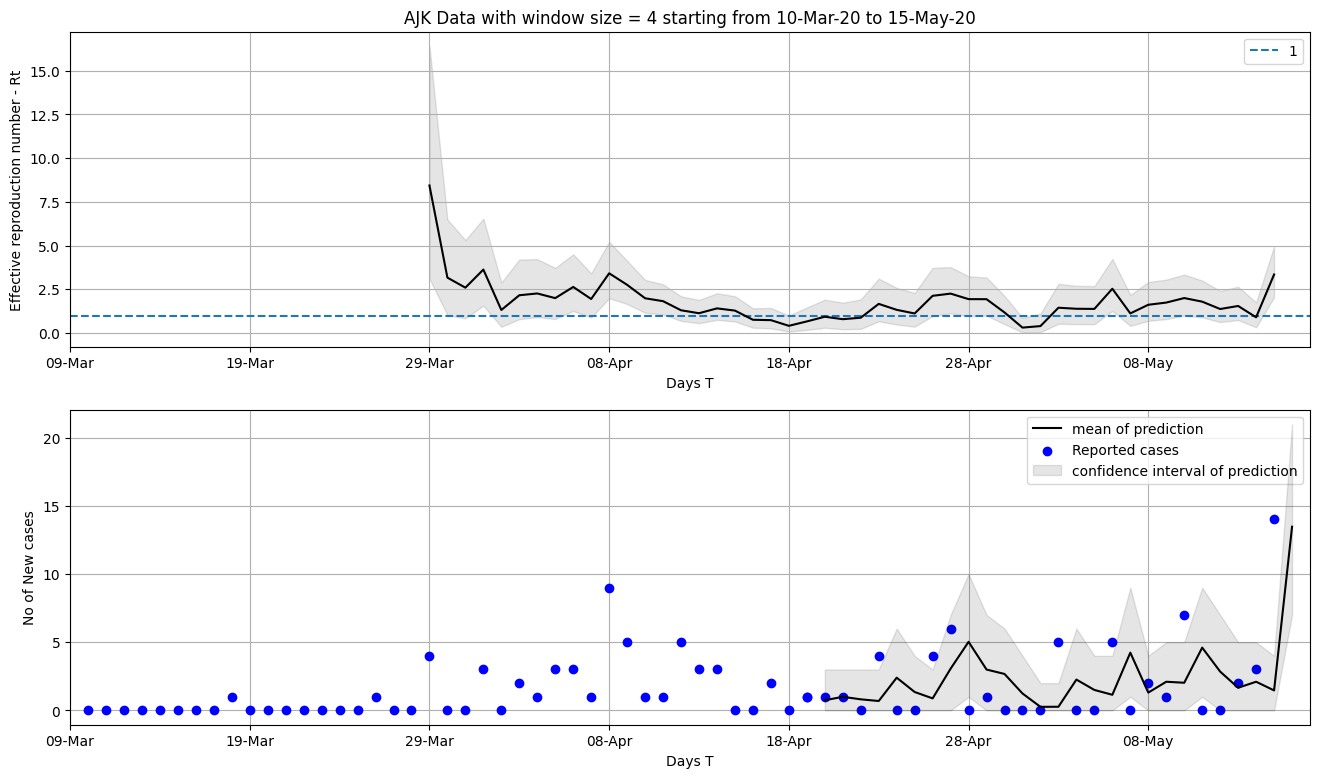 AJK Data with window size = 4 starting from 10-Mar-20 to 15-May-20
Effective reproduction number - Rt
15.0
12.5
10.0
7.5
5.0
2.5
0.0
1
09-Mar
19-Mar
29-Mar
08-Apr
18-Apr
28-Apr
08-May
Days T
No of New cases
20
15
10
5
0
mean of prediction
Reported cases
confidence interval of prediction
09-Mar
19-Mar
29-Mar
08-Apr
18-Apr
28-Apr
08-May
Days T